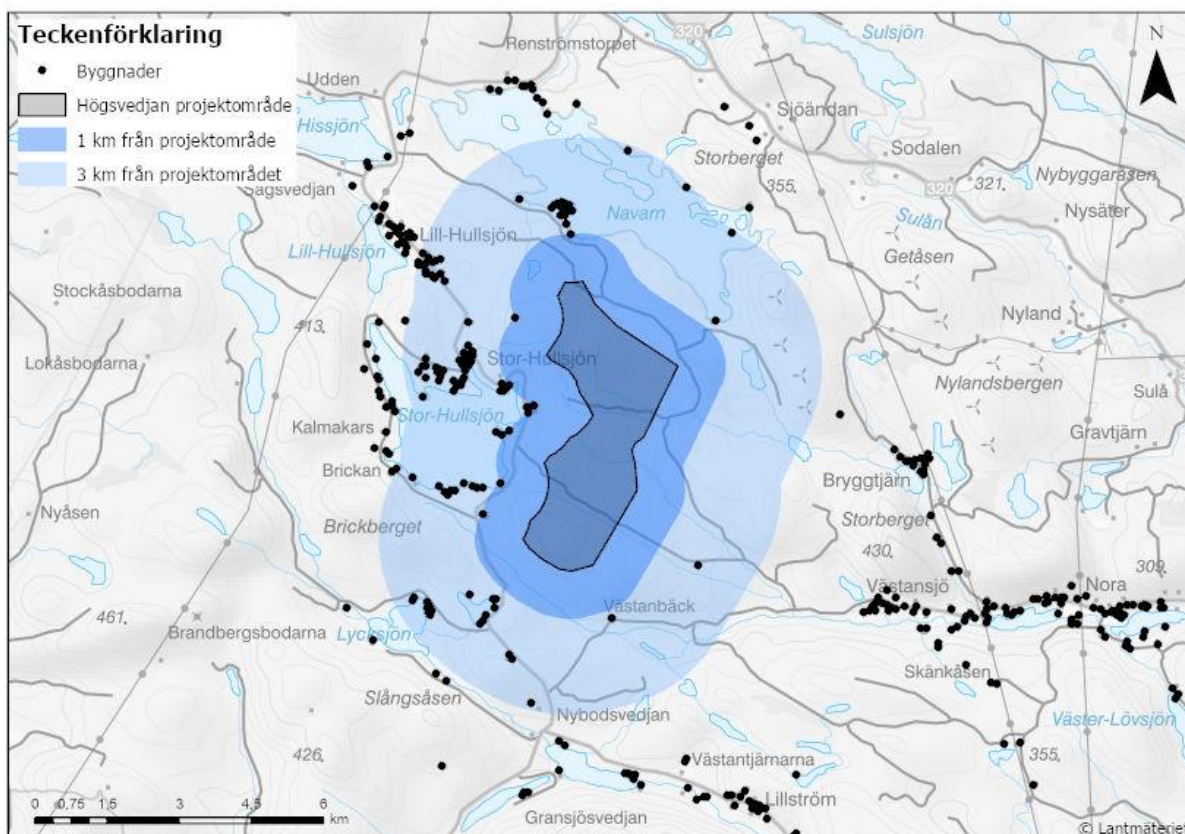 Teckenförklaring
Byggnader
Högsvedjan projektområde
1 km från projektområde
3 km från projektområdet
N
Renströmstorpet
320
Sulsjön
Udden
Hissjön
Sjöändan
Storberget
355.
Sodalen
320
321.
Nybyggaråsen
Sågsvedjan
Navarn
Sulån
Nysäter
Lill-Hullsjön
Lill-Hullsjön
Getåsen
Stockåsbodarna
413.
Nyland
Lokåsbodarna
Stor-Hullsjön
Nylandsbergen
Sulå
Stor-Hullsjön
Kalmakars
Gravtjärn
Brickan
Bryggtjärn
Nyåsen
Brickberget
Storberget
430.
309.
Västansjö
Nora
461.
Västanbäck
Brandbergsbodarna
Lycksjön
Skänkåsen
Slångsåsen
Nybodsvedjan
Väster-Lövsjön
426.
Västantjärnarna
355.
Lillström
Gransjösvedjan
0 0,75 1,5 3 4,5 6
km
© Lantmäteriet